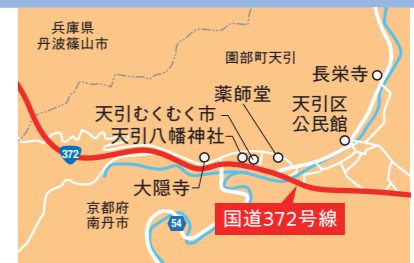 兵庫県
丹波篠山市
園部町天引
長栄寺
薬師堂
天引むくむく市
天引区
公民館
天引八幡神社
372
大隠寺
京都府
南丹市
54
国道372号線